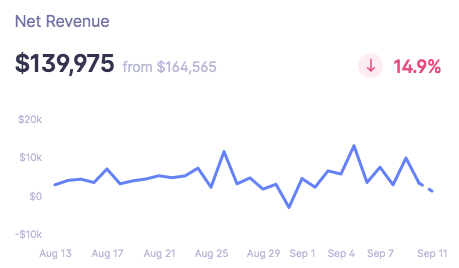 Net Revenue
$139,975 from $164,565
↓ 14.9%
$20k
$10k
$0
-$10k
Aug 13 Aug 17 Aug 21 Aug 25 Aug 29 Sep 1 Sep 4 Sep 7 Sep 11